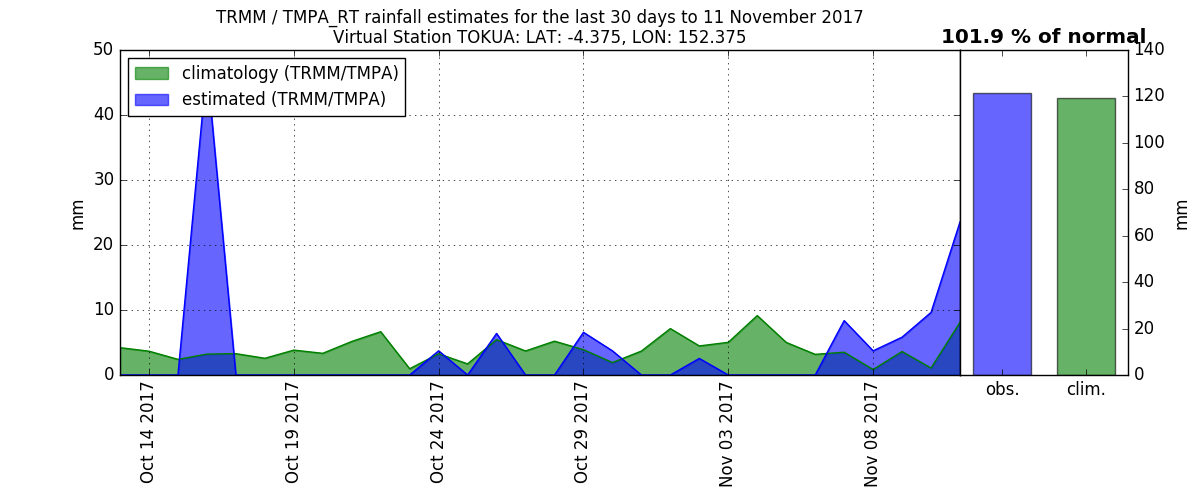 TRMM / TMPA_RT rainfall estimates for the last 30 days to 11 November 2017
Virtual Station TOKUA: LAT: -4.375, LON: 152.375
101.9 % of normal
climatology (TRMM/TMPA)
estimated (TRMM/TMPA)
50
40
30
20
10
0
mm
Oct 14 2017
Oct 19 2017
Oct 24 2017
Oct 29 2017
Nov 03 2017
Nov 08 2017
140
120
100
80
60
40
20
0
mm
obs.
clim.